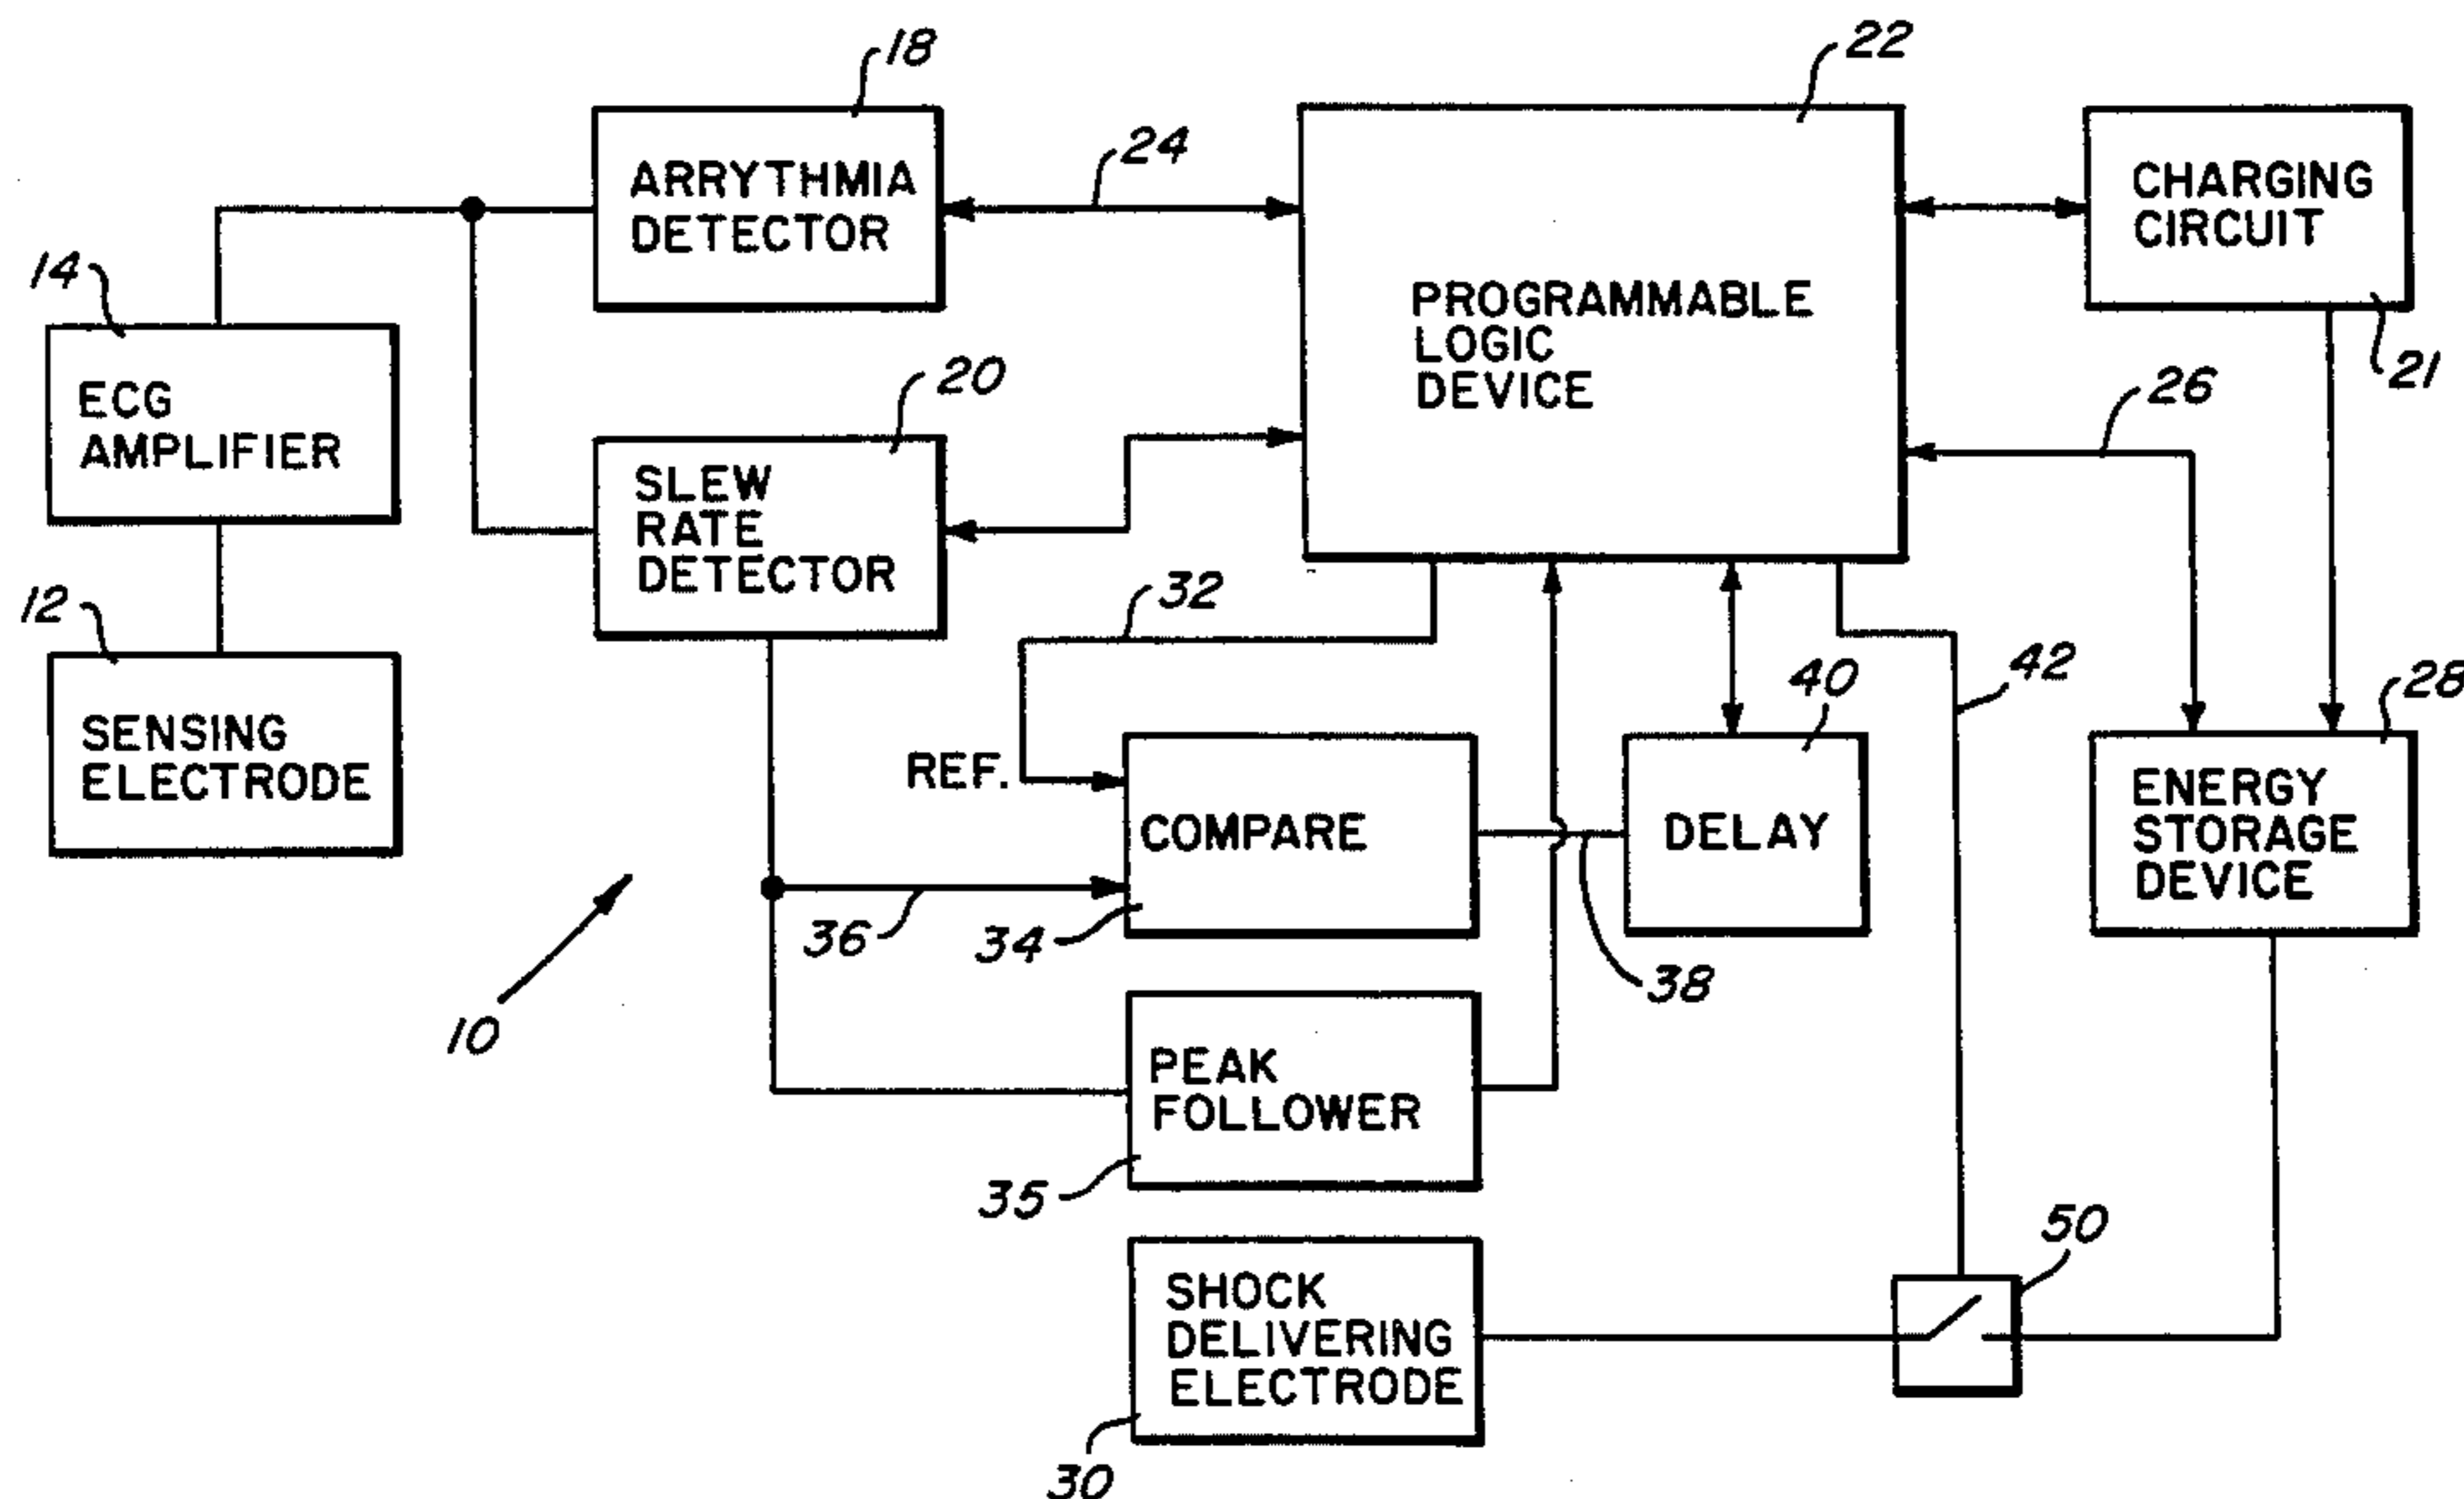 18
22
ARRYTHMIA
DETECTOR
24
CHARGING
CIRCUIT
14
PROGRAMMABLE
LOGIC
DEVICE
21
ECG
AMPLIFIER
20
26
SLEW
RATE
DETECTOR
12
32
42
40
28
SENSING
ELECTRODE
REF.
COMPARE
DELAY
ENERGY
STORAGE
DEVICE
36
34
38
10
PEAK
FOLLOWER
35
50
SHOCK
DELIVERING
ELECTRODE
30